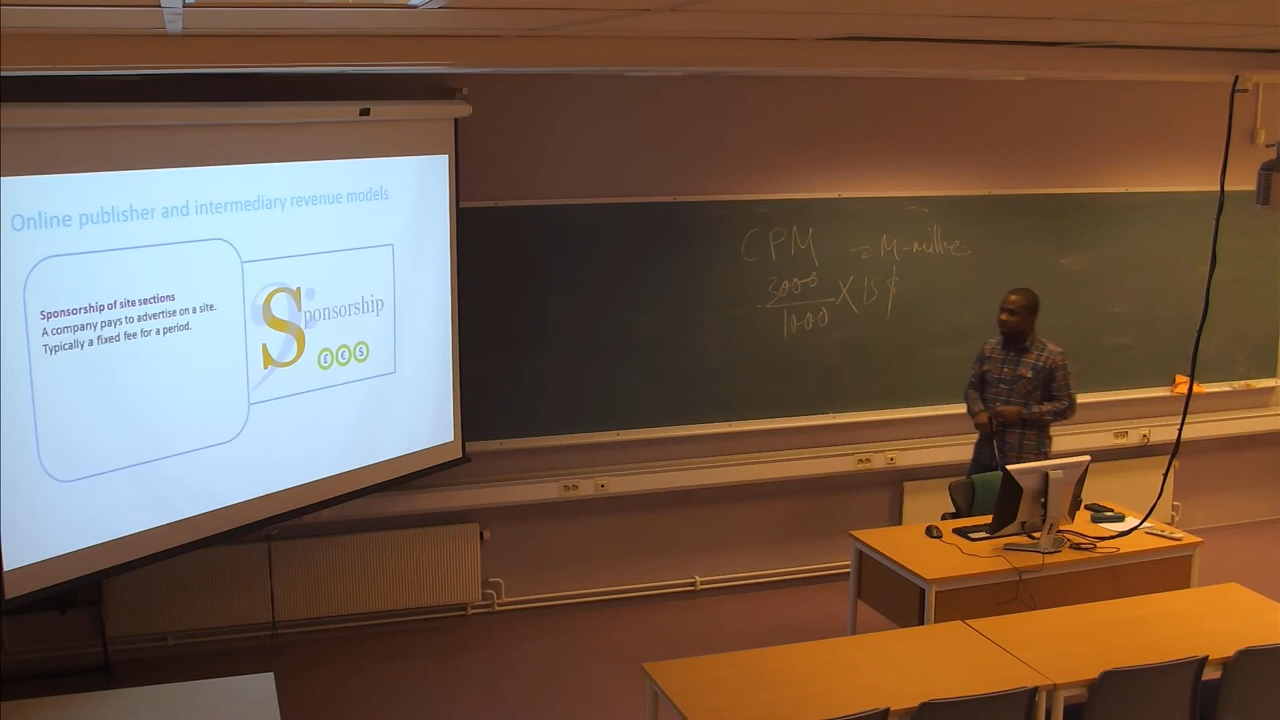 Online publisher and intermediary revenue models
Sponsorship of site sections
A company pays to advertise on a site.
Typically a fixed fee for a period.
Sponsorship
£ € $
CPM = M-mille.
3000
1000
X 15 ¢